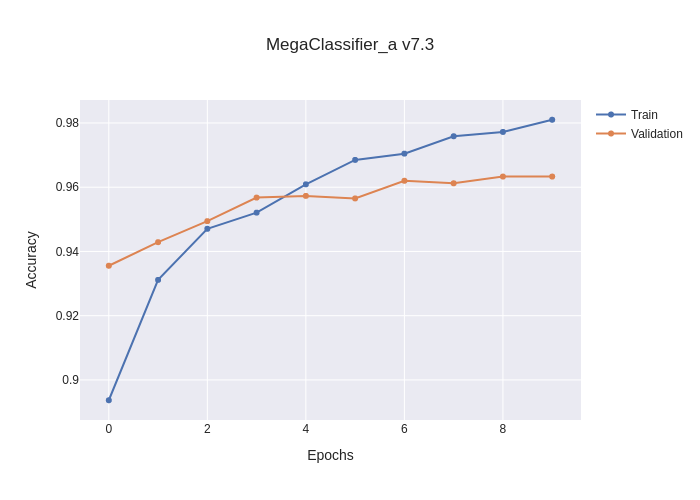 MegaClassifier_a v7.3
Train
Validation
0.98
0.96
0.94
0.92
0.9
Accuracy
0 2 4 6 8
Epochs